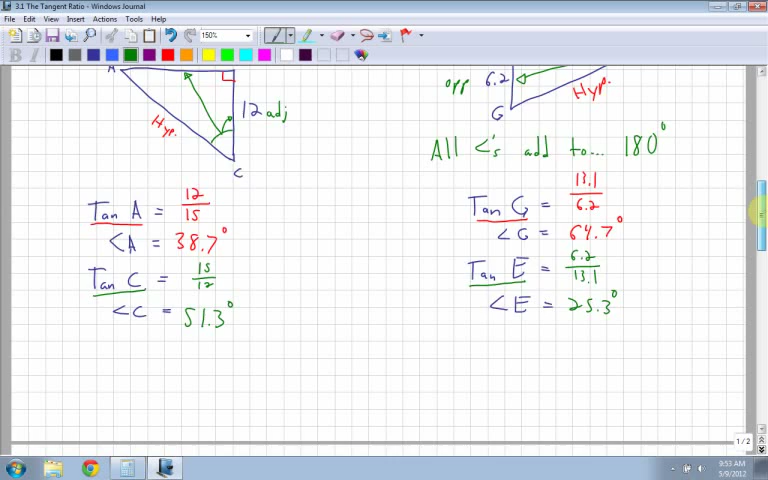 3.1 The Tangent Ratio - Windows Journal
File Edit View Insert Actions Tools Help
150%
A
Hyp.
12 adj
C
opp 6.2
Hyp.
G
All <'s add to... 180°
Tan A = 12/15
<A = 38.7°
Tan C = 15/12
<C = 51.3°
Tan G = 13.1/6.2
<G = 64.7°
Tan E = 6.2/13.1
<E = 25.3°
1 / 2
9:53 AM
5/9/2012